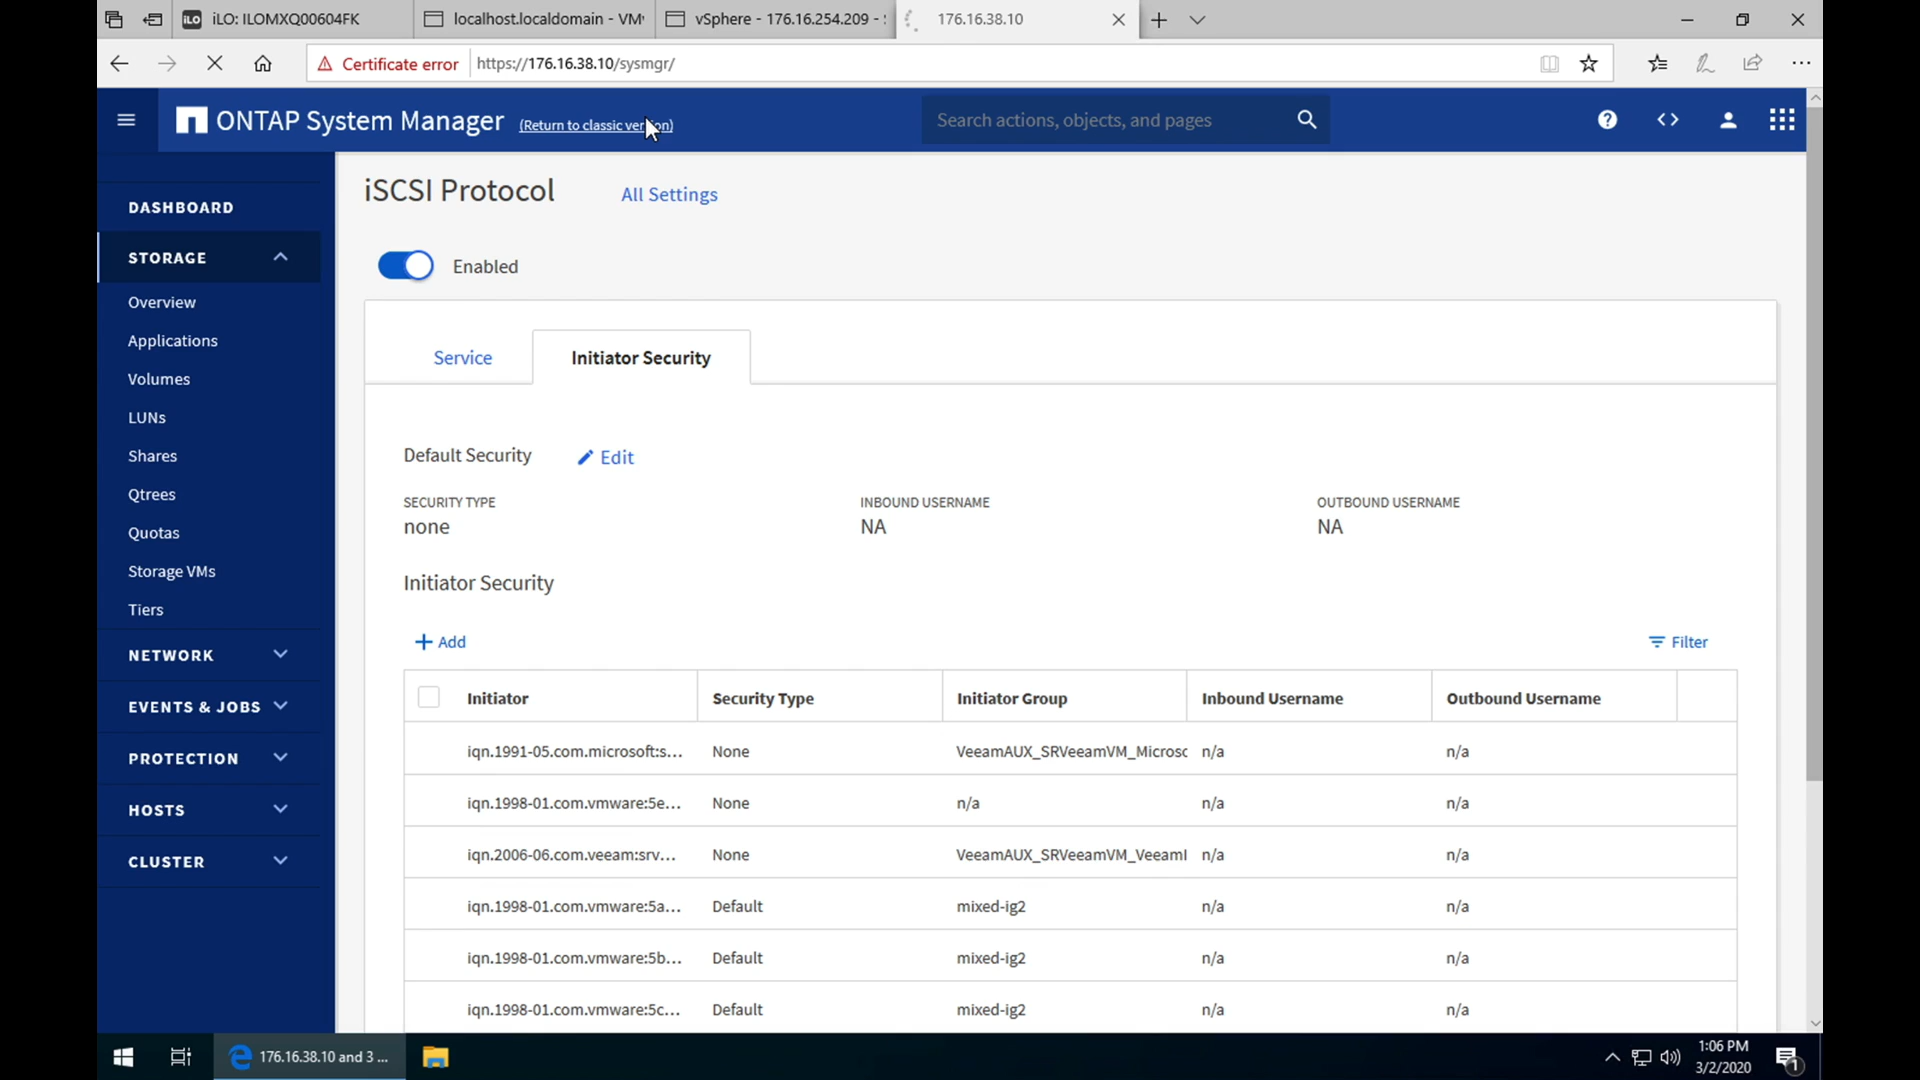 iLO: ILOMXQ00604FK
localhost.localdomain - VM
vSphere - 176.16.254.209 -
176.16.38.10
Certificate error
https://176.16.38.10/sysmgr/
ONTAP System Manager
(Return to classic version)
Search actions, objects, and pages
DASHBOARD
STORAGE
Overview
Applications
Volumes
LUNs
Shares
Qtrees
Quotas
Storage VMs
Tiers
NETWORK
EVENTS & JOBS
PROTECTION
HOSTS
CLUSTER
iSCSI Protocol
All Settings
Enabled
Service
Initiator Security
Default Security
Edit
SECURITY TYPE
none
INBOUND USERNAME
NA
OUTBOUND USERNAME
NA
Initiator Security
Add
Filter
Initiator Security Type Initiator Group Inbound Username Outbound Username
iqn.1991-05.com.microsoft:s... None VeeamAUX_SRVeeamVM_Microsc n/a n/a
iqn.1998-01.com.vmware:5e... None n/a n/a n/a
iqn.2006-06.com.veeam:srv... None VeeamAUX_SRVeeamVM_VeeamI n/a n/a
iqn.1998-01.com.vmware:5a... Default mixed-ig2 n/a n/a
iqn.1998-01.com.vmware:5b... Default mixed-ig2 n/a n/a
iqn.1998-01.com.vmware:5c... Default mixed-ig2 n/a n/a
176.16.38.10 and 3 ...
1:06 PM
3/2/2020
1